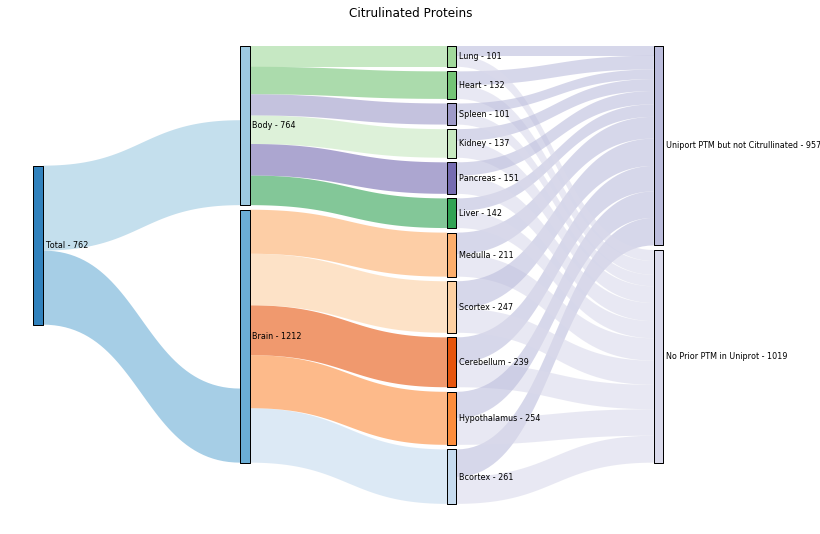 Citrulinated Proteins
Total - 762
Body - 764
Brain - 1212
Lung - 101
Heart - 132
Spleen - 101
Kidney - 137
Pancreas - 151
Liver - 142
Medulla - 211
Scortex - 247
Cerebellum - 239
Hypothalamus - 254
Bcortex - 261
Uniport PTM but not Citrullinated - 957
No Prior PTM in Uniprot - 1019